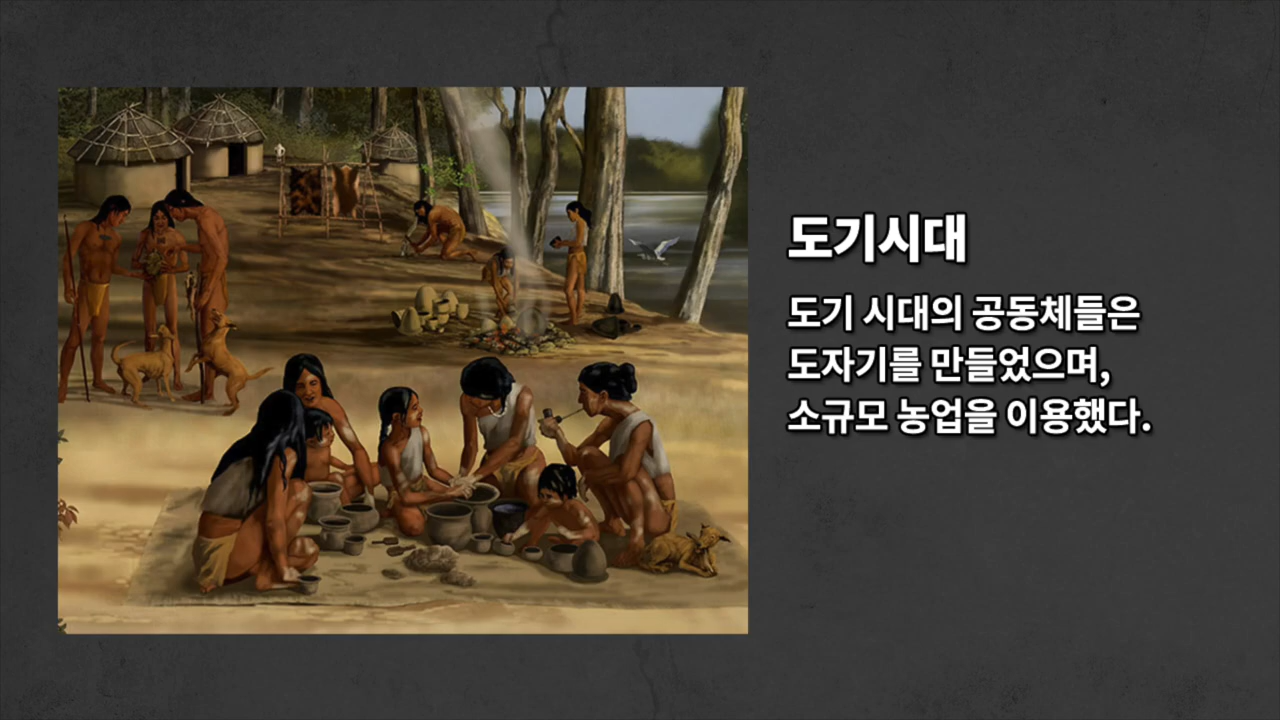 도기시대
도기 시대의 공동체들은
도자기를 만들었으며,
소규모 농업을 이용했다.